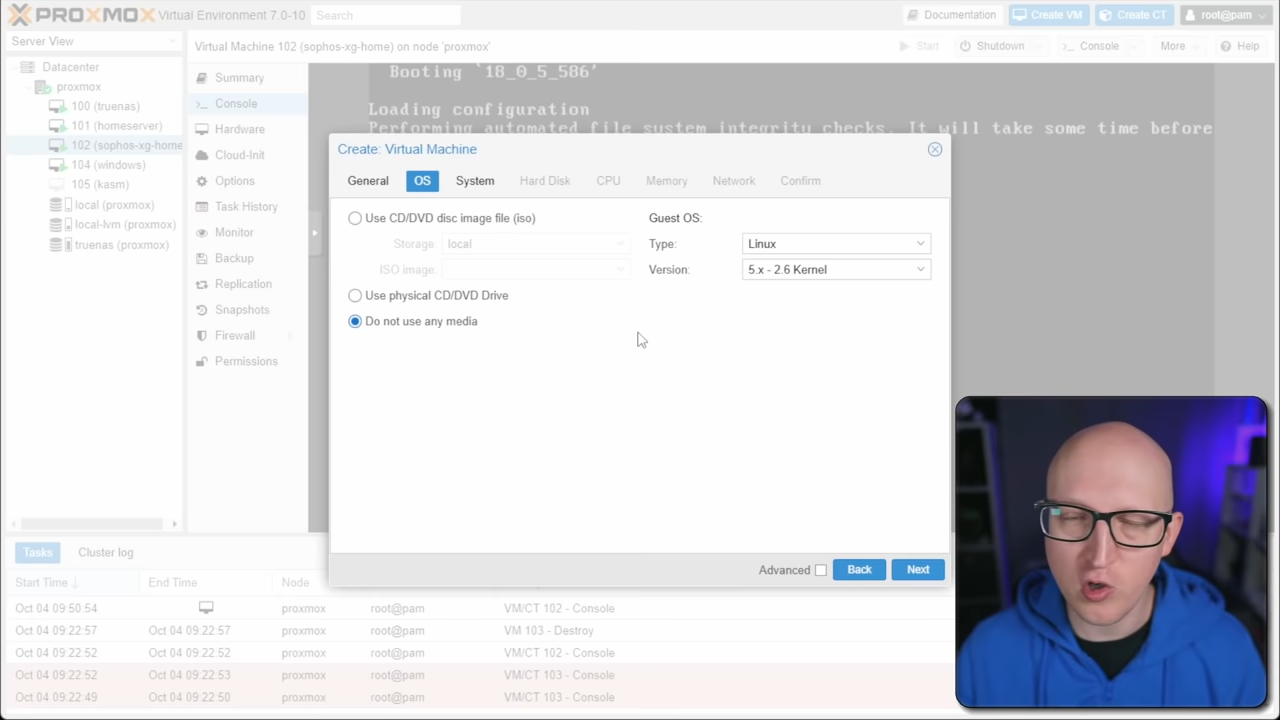 PROXMOX Virtual Environment 7.0-10 Search Documentation Create VM Create CT root@pam
Server View
Virtual Machine 102 (sophos-xg-home) on node 'proxmox' Start Shutdown Console More Help
Datacenter
proxmox
100 (truenas)
101 (homeserver)
102 (sophos-xg-home
104 (windows)
105 (kasm)
local (proxmox)
local-lvm (proxmox)
truenas (proxmox)
Summary
Console
Hardware
Cloud-Init
Options
Task History
Monitor
Backup
Replication
Snapshots
Firewall
Permissions
Booting `18_0_5_586'
Loading configuration
Performing automated file system integrity checks. It will take some time before
Create: Virtual Machine
General OS System Hard Disk CPU Memory Network Confirm
Use CD/DVD disc image file (iso) Guest OS:
Storage: local Type: Linux
ISO image: Version: 5.x - 2.6 Kernel
Use physical CD/DVD Drive
Do not use any media
Advanced Back Next
Tasks Cluster log
Start Time End Time Node
Oct 04 09:50:54 proxmox root@pam VM/CT 102 - Console
Oct 04 09:22:57 Oct 04 09:22:57 proxmox root@pam VM 103 - Destroy
Oct 04 09:22:52 Oct 04 09:22:52 proxmox root@pam VM/CT 102 - Console
Oct 04 09:22:52 Oct 04 09:22:53 proxmox root@pam VM/CT 103 - Console
Oct 04 09:22:49 Oct 04 09:22:50 proxmox root@pam VM/CT 103 - Console